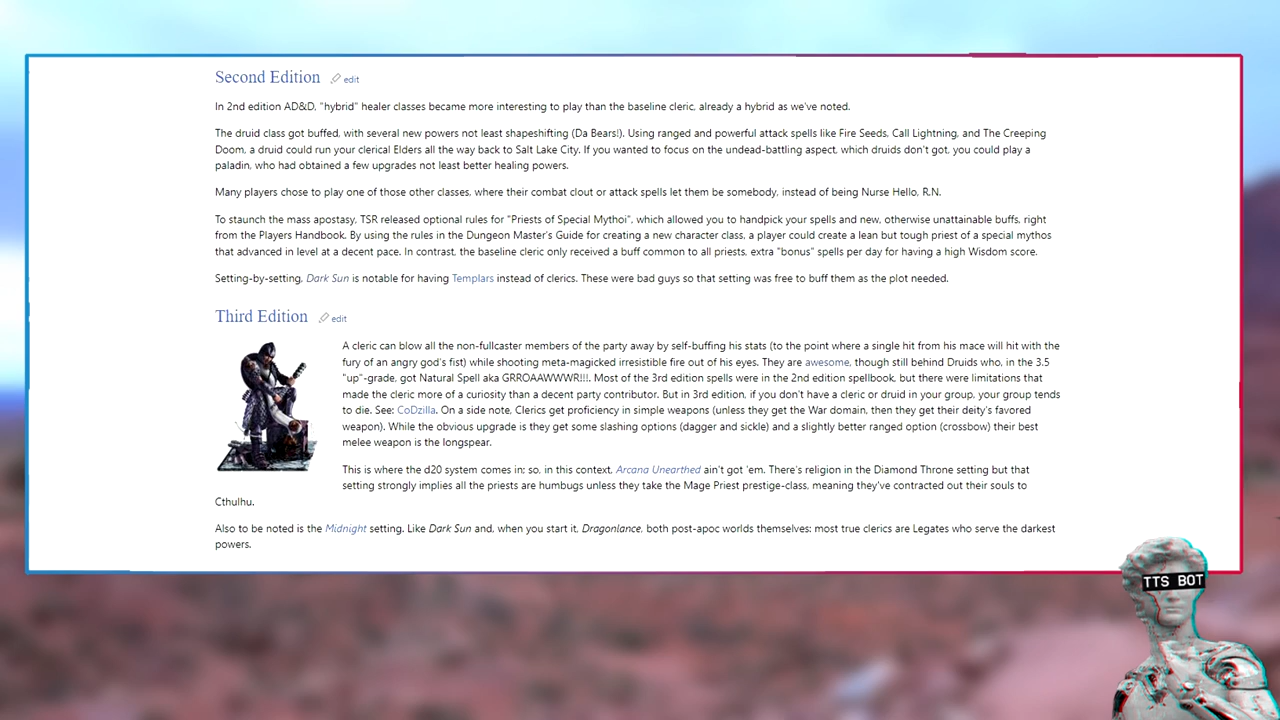 Second Edition edit
In 2nd edition AD&D, "hybrid" healer classes became more interesting to play than the baseline cleric, already a hybrid as we've noted.
The druid class got buffed, with several new powers not least shapeshifting (Da Bears!). Using ranged and powerful attack spells like Fire Seeds, Call Lightning, and The Creeping
Doom, a druid could run your clerical Elders all the way back to Salt Lake City. If you wanted to focus on the undead-battling aspect, which druids don't got, you could play a
paladin, who had obtained a few upgrades not least better healing powers.
Many players chose to play one of those other classes, where their combat clout or attack spells let them be somebody, instead of being Nurse Hello, R.N.
To staunch the mass apostasy, TSR released optional rules for "Priests of Special Mythoi", which allowed you to handpick your spells and new, otherwise unattainable buffs, right
from the Players Handbook. By using the rules in the Dungeon Master's Guide for creating a new character class, a player could create a lean but tough priest of a special mythos
that advanced in level at a decent pace. In contrast, the baseline cleric only received a buff common to all priests, extra "bonus" spells per day for having a high Wisdom score.
Setting-by-setting, Dark Sun is notable for having Templars instead of clerics. These were bad guys so that setting was free to buff them as the plot needed.
Third Edition edit
A cleric can blow all the non-fullcaster members of the party away by self-buffing his stats (to the point where a single hit from his mace will hit with the
fury of an angry god's fist) while shooting meta-magicked irresistible fire out of his eyes. They are awesome, though still behind Druids who, in the 3.5
"up"-grade, got Natural Spell aka GRROAAWWWR!!!. Most of the 3rd edition spells were in the 2nd edition spellbook, but there were limitations that
made the cleric more of a curiosity than a decent party contributor. But in 3rd edition, if you don't have a cleric or druid in your group, your group tends
to die. See: CoDzilla. On a side note, Clerics get proficiency in simple weapons (unless they get the War domain, then they get their deity's favored
weapon). While the obvious upgrade is they get some slashing options (dagger and sickle) and a slightly better ranged option (crossbow) their best
melee weapon is the longspear.
This is where the d20 system comes in; so, in this context, Arcana Unearthed ain't got 'em. There's religion in the Diamond Throne setting but that
setting strongly implies all the priests are humbugs unless they take the Mage Priest prestige-class, meaning they've contracted out their souls to
Cthulhu.
Also to be noted is the Midnight setting. Like Dark Sun and, when you start it, Dragonlance, both post-apoc worlds themselves: most true clerics are Legates who serve the darkest
powers.
TTS BOT